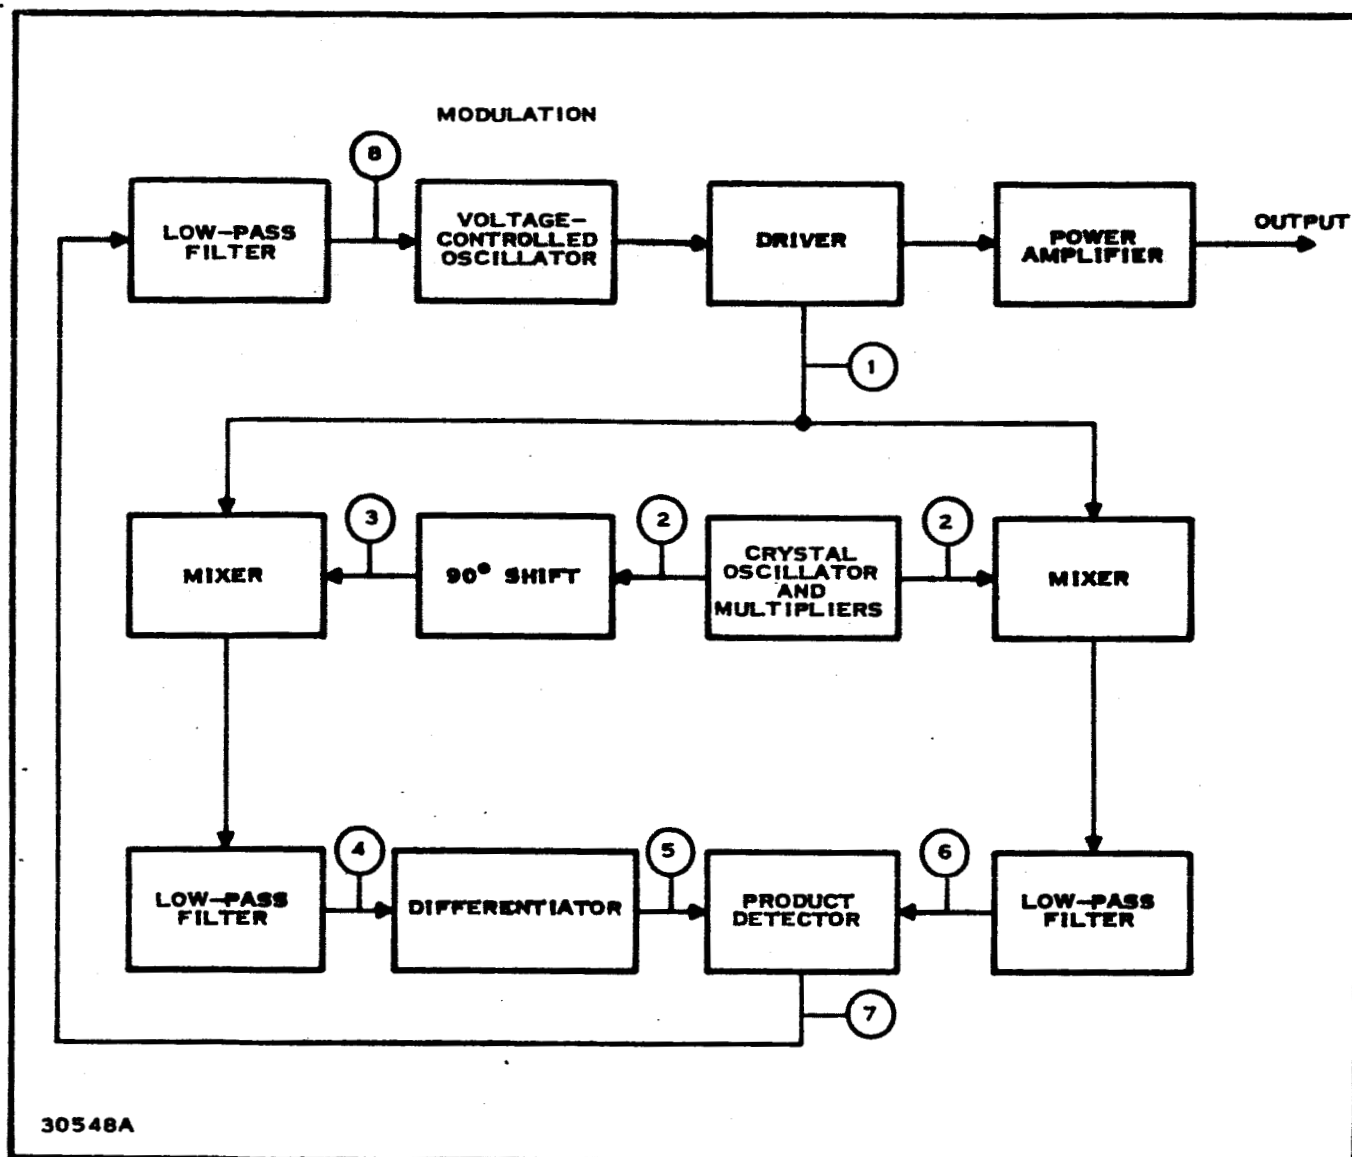 MODULATION
8
LOW-PASS
FILTER
VOLTAGE-
CONTROLLED
OSCILLATOR
DRIVER
POWER
AMPLIFIER
OUTPUT
1
MIXER
3
90° SHIFT
2
CRYSTAL
OSCILLATOR
AND
MULTIPLIERS
2
MIXER
LOW-PASS
FILTER
4
DIFFERENTIATOR
5
PRODUCT
DETECTOR
6
LOW-PASS
FILTER
7
30548A